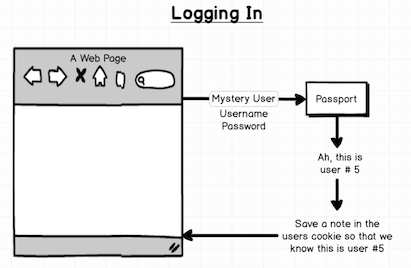 Logging In
A Web Page
Mystery User
Username
Password
Passport
Ah, this is
user # 5
Save a note in the
users cookie so that we
know this is user #5